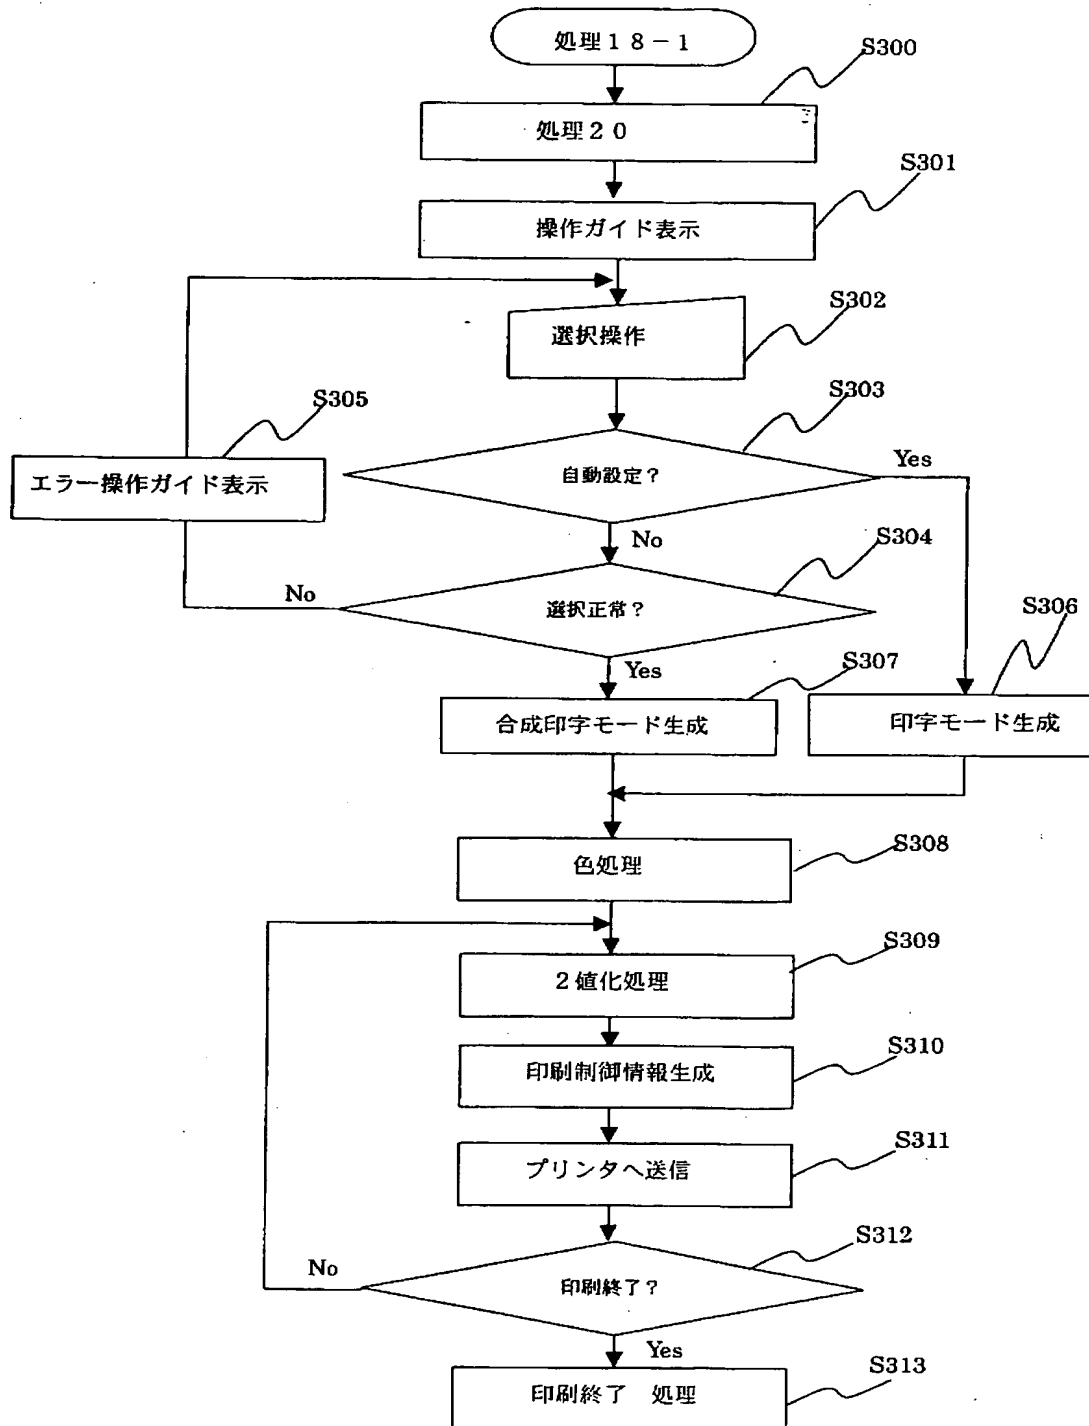 処理１８－１
S300
処理２０
S301
操作ガイド表示
S302
選択操作
S303
自動設定？
Yes
No
S304
選択正常？
No
Yes
S305
エラー操作ガイド表示
S306
印字モード生成
S307
合成印字モード生成
S308
色処理
S309
２値化処理
S310
印刷制御情報生成
S311
プリンタへ送信
S312
印刷終了？
No
Yes
S313
印刷終了　処理